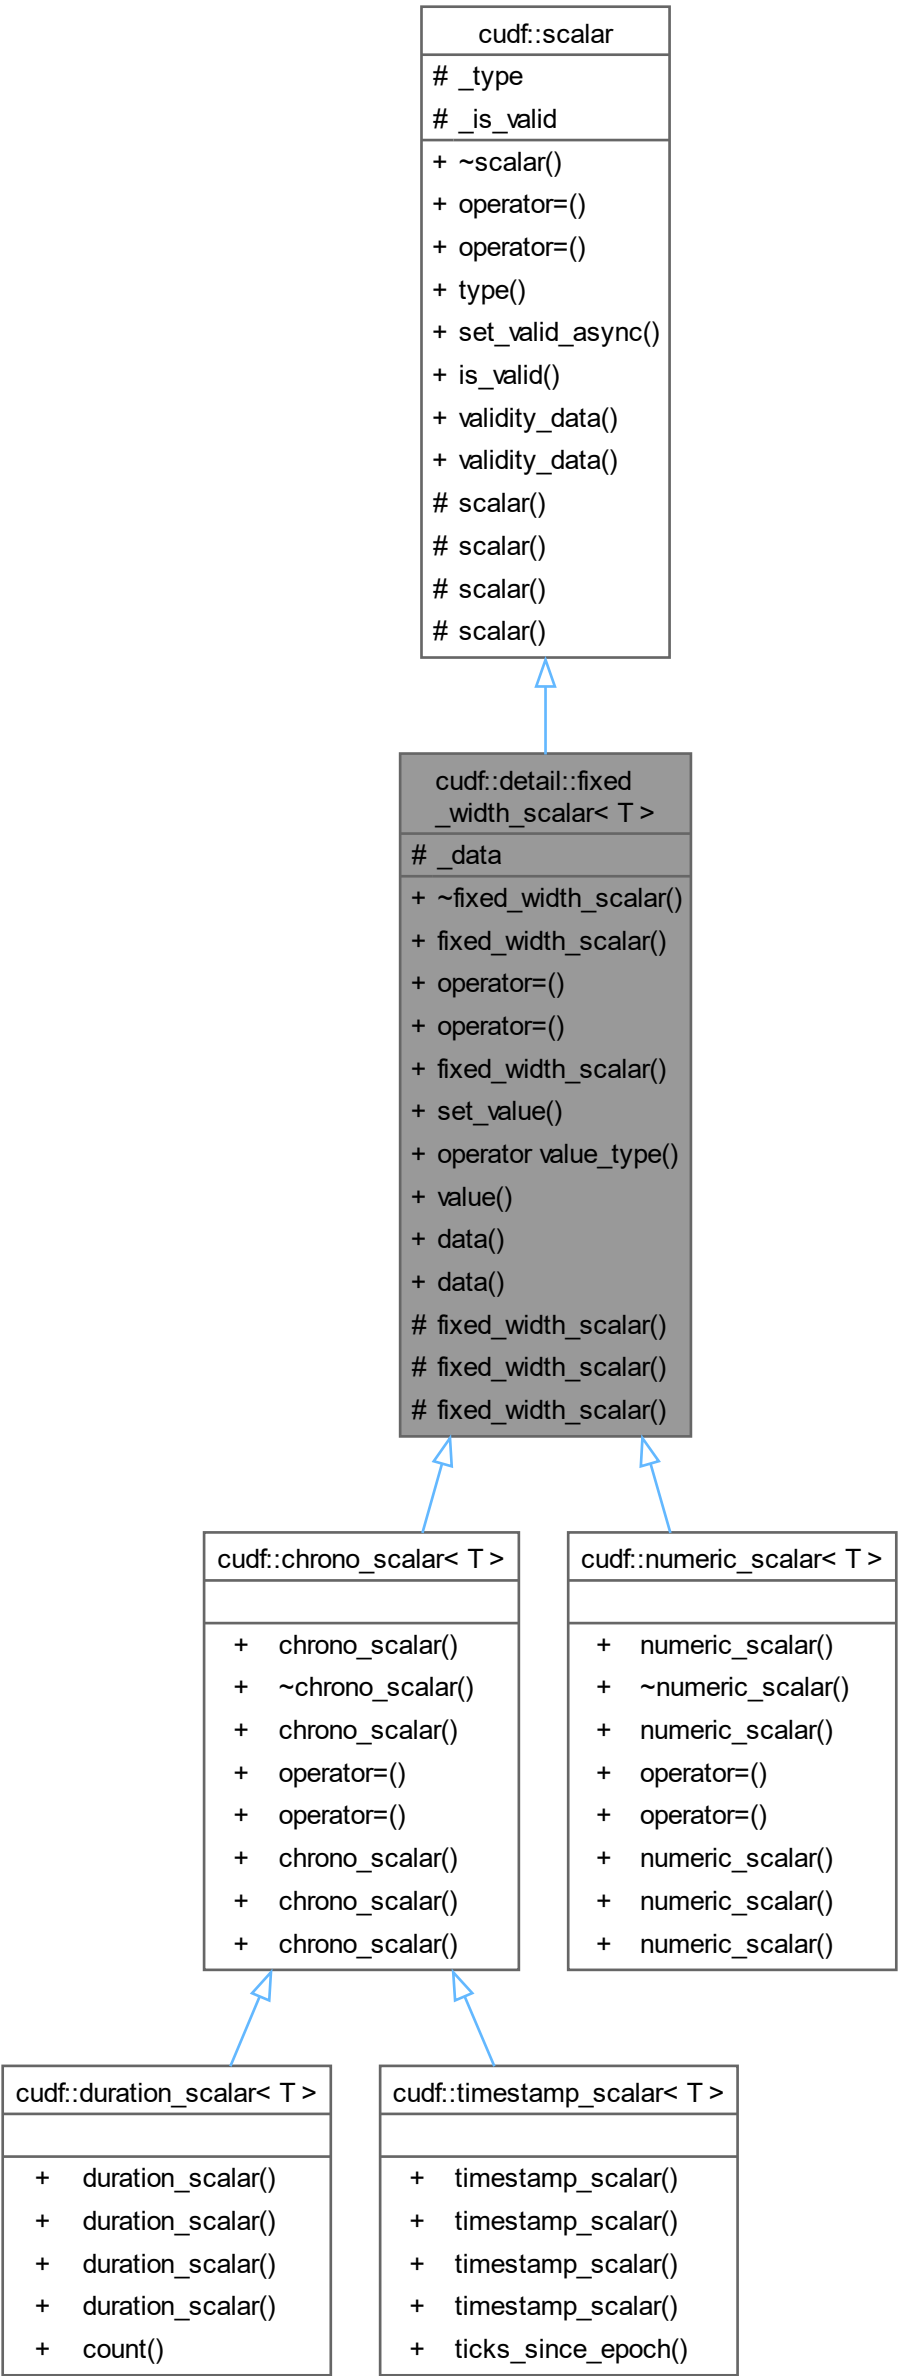 cudf::scalar
# _type
# _is_valid
+ ~scalar()
+ operator=()
+ operator=()
+ type()
+ set_valid_async()
+ is_valid()
+ validity_data()
+ validity_data()
# scalar()
# scalar()
# scalar()
# scalar()
cudf::detail::fixed
_width_scalar< T >
# _data
+ ~fixed_width_scalar()
+ fixed_width_scalar()
+ operator=()
+ operator=()
+ fixed_width_scalar()
+ set_value()
+ operator value_type()
+ value()
+ data()
+ data()
# fixed_width_scalar()
# fixed_width_scalar()
# fixed_width_scalar()
cudf::chrono_scalar< T >
+ chrono_scalar()
+ ~chrono_scalar()
+ chrono_scalar()
+ operator=()
+ operator=()
+ chrono_scalar()
+ chrono_scalar()
+ chrono_scalar()
cudf::numeric_scalar< T >
+ numeric_scalar()
+ ~numeric_scalar()
+ numeric_scalar()
+ operator=()
+ operator=()
+ numeric_scalar()
+ numeric_scalar()
+ numeric_scalar()
cudf::duration_scalar< T >
+ duration_scalar()
+ duration_scalar()
+ duration_scalar()
+ duration_scalar()
+ count()
cudf::timestamp_scalar< T >
+ timestamp_scalar()
+ timestamp_scalar()
+ timestamp_scalar()
+ timestamp_scalar()
+ ticks_since_epoch()